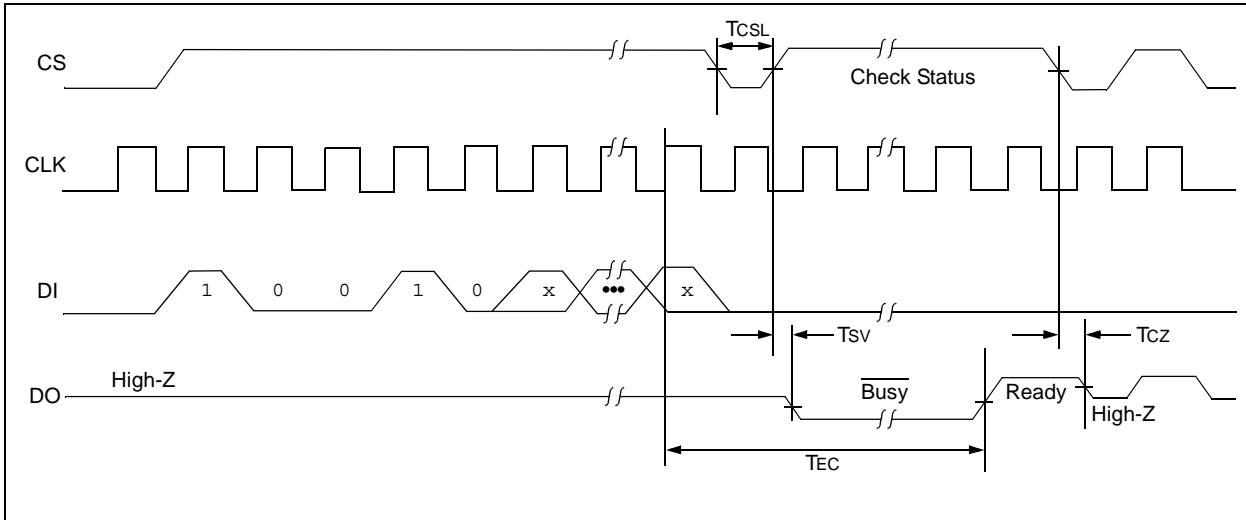 TCSL
CS
Check Status
CLK
DI
1 0 0 1 0 x ••• x
TSV
TCZ
High-Z
DO
Busy
Ready
High-Z
TEC